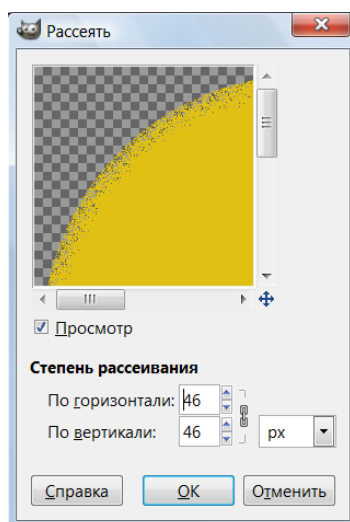 Рассеять
Просмотр
Степень рассеивания
По горизонтали: 46
По вертикали: 46 px
Справка OK Отменить